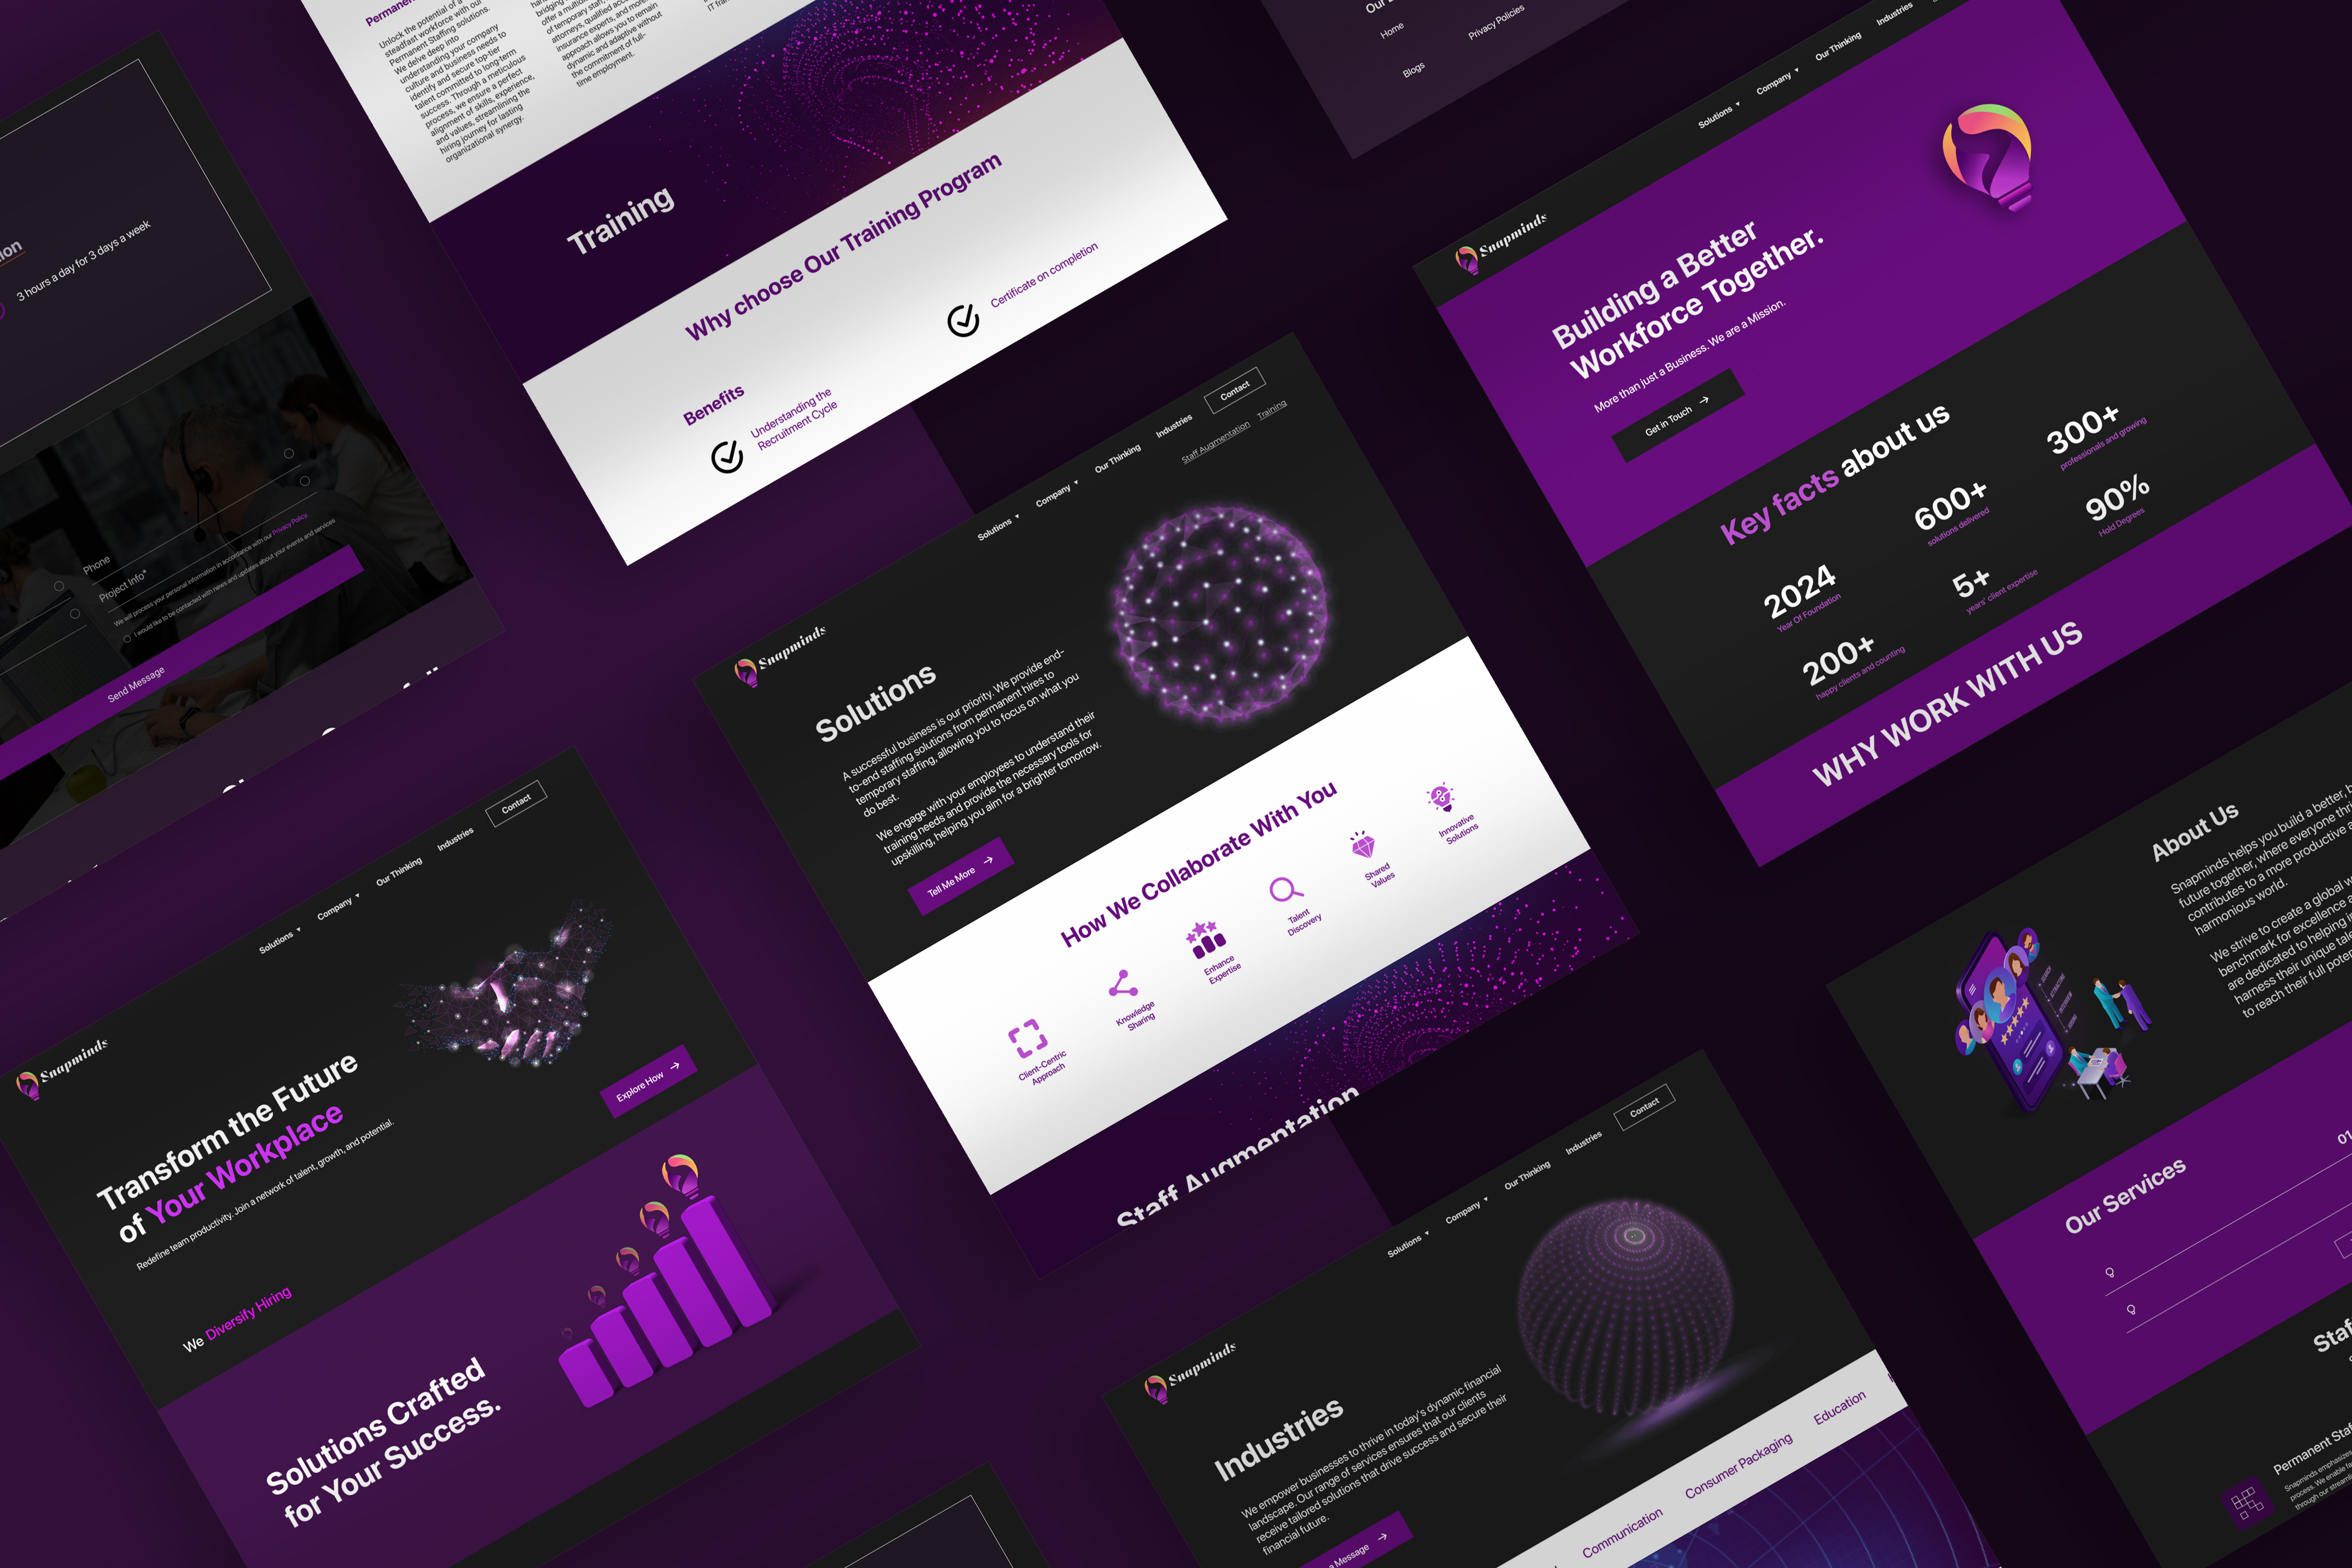 Permanent
Unlock the potential of a
steadfast workforce with our
Permanent Staffing solutions.
We delve deep into
understanding your company
culture and business needs to
identify and secure top-tier
talent committed to long-term
success. Through a meticulous
process, we ensure a perfect
alignment of skills, experience,
and values, streamlining the
hiring journey for lasting
organizational synergy.
of temporary staff,
attorneys, qualified
insurance experts, and more
approach allows you to remain
dynamic and adaptive without
the commitment of full-
time employment.
Training
Why choose Our Training Program
Benefits
Understanding the
Recruitment Cycle
Certificate on completion
3 hours a day for 3 days a week
Phone
Project Info*
We will process your personal information in accordance with our Privacy Policy
I would like to be contacted with news and updates about your events and services
Send Message
Home
Privacy Policies
Blogs
Snapminds
Solutions
Company
Our Thinking
Industries
Building a Better
Workforce Together.
More than just a Business. We are a Mission.
Get in Touch
Key facts about us
2024
Year Of Foundation
600+
solutions delivered
300+
professionals and growing
200+
happy clients and counting
5+
years' client expertise
90%
Hold Degrees
WHY WORK WITH US
Snapminds
Solutions
Company
Our Thinking
Industries
Contact
Staff Augmentation
Training
Solutions
A successful business is our priority. We provide end-
to-end staffing solutions from permanent hires to
temporary staffing, allowing you to focus on what you
do best.
We engage with your employees to understand their
training needs and provide the necessary tools for
upskilling, helping you aim for a brighter tomorrow.
Tell Me More
How We Collaborate With You
Client-Centric
Approach
Knowledge
Sharing
Enhance
Expertise
Talent
Discovery
Shared
Values
Innovative
Solutions
Staff Augmentation
Snapminds
Solutions
Company
Our Thinking
Industries
Contact
Transform the Future
of Your Workplace
Redefine team productivity. Join a network of talent, growth, and potential.
Explore How
We Diversify Hiring
Solutions Crafted
for Your Success.
Snapminds
Solutions
Company
Our Thinking
Industries
Contact
Industries
We empower businesses to thrive in today's dynamic financial
landscape. Our range of services ensures that our clients
receive tailored solutions that drive success and secure their
financial future.
Message
Communication
Consumer Packaging
Education
About Us
Snapminds helps you build a better,
future together, where everyone
contributes to a more productive
harmonious world.
We strive to create a global
benchmark for excellence
are dedicated to helping
harness their unique
to reach their full
Our Services
01
Permanent
Snapminds emphasizes
process. We enable
through our